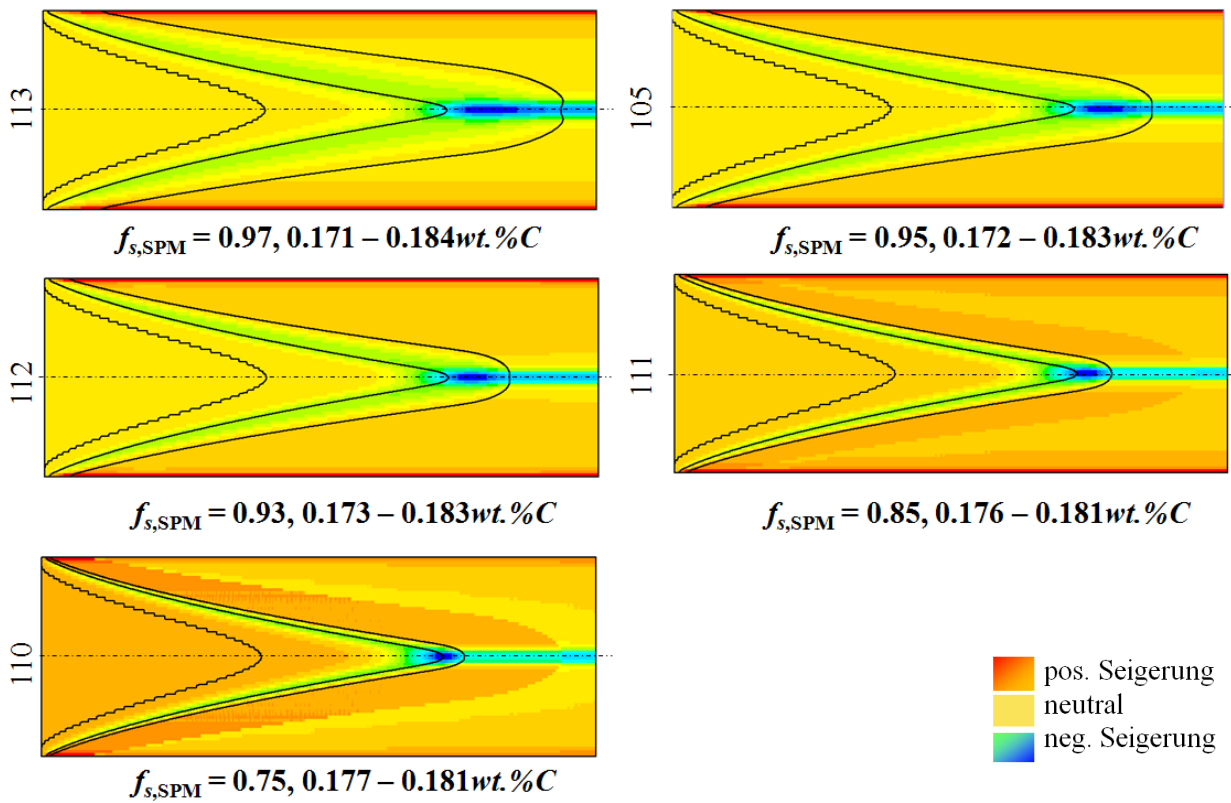 113
f_s,SPM = 0.97, 0.171 – 0.184wt.%C
105
f_s,SPM = 0.95, 0.172 – 0.183wt.%C
112
f_s,SPM = 0.93, 0.173 – 0.183wt.%C
111
f_s,SPM = 0.85, 0.176 – 0.181wt.%C
110
f_s,SPM = 0.75, 0.177 – 0.181wt.%C
pos. Seigerung
neutral
neg. Seigerung